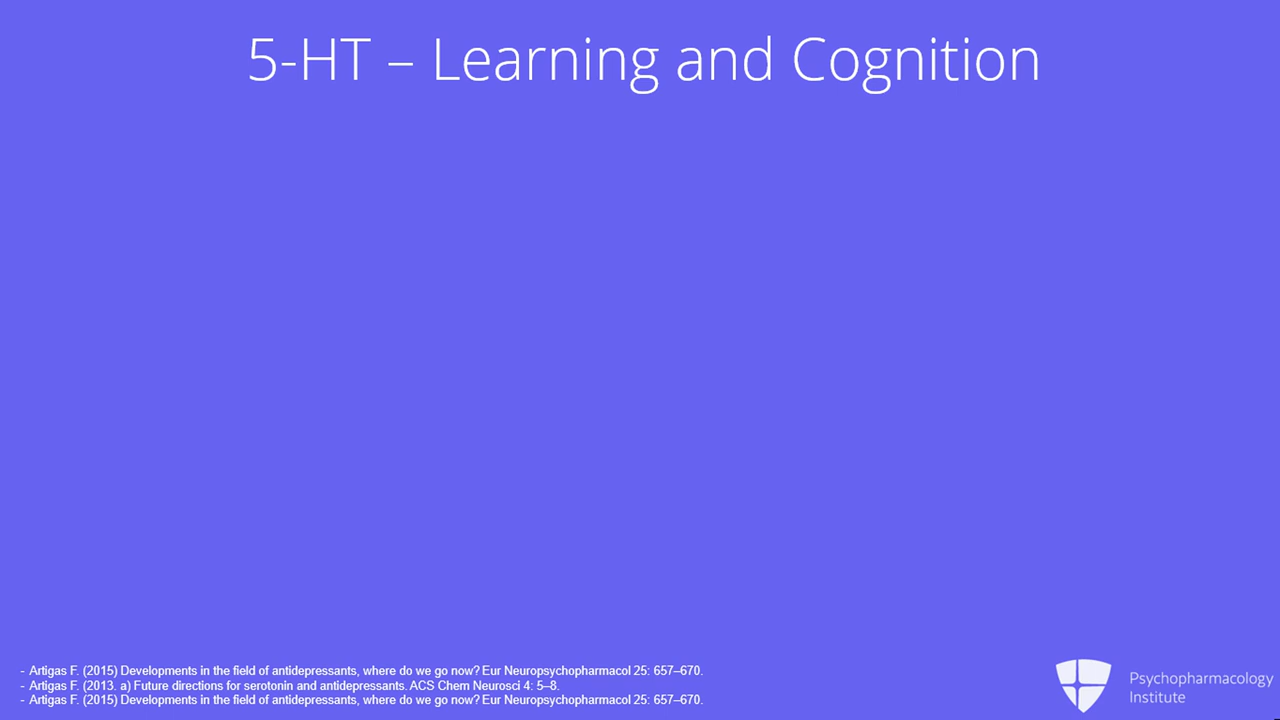 5-HT – Learning and Cognition
- Artigas F. (2015) Developments in the field of antidepressants, where do we go now? Eur Neuropsychopharmacol 25: 657–670.
- Artigas F. (2013. a) Future directions for serotonin and antidepressants. ACS Chem Neurosci 4: 5–8.
- Artigas F. (2015) Developments in the field of antidepressants, where do we go now? Eur Neuropsychopharmacol 25: 657–670.
Psychopharmacology
Institute